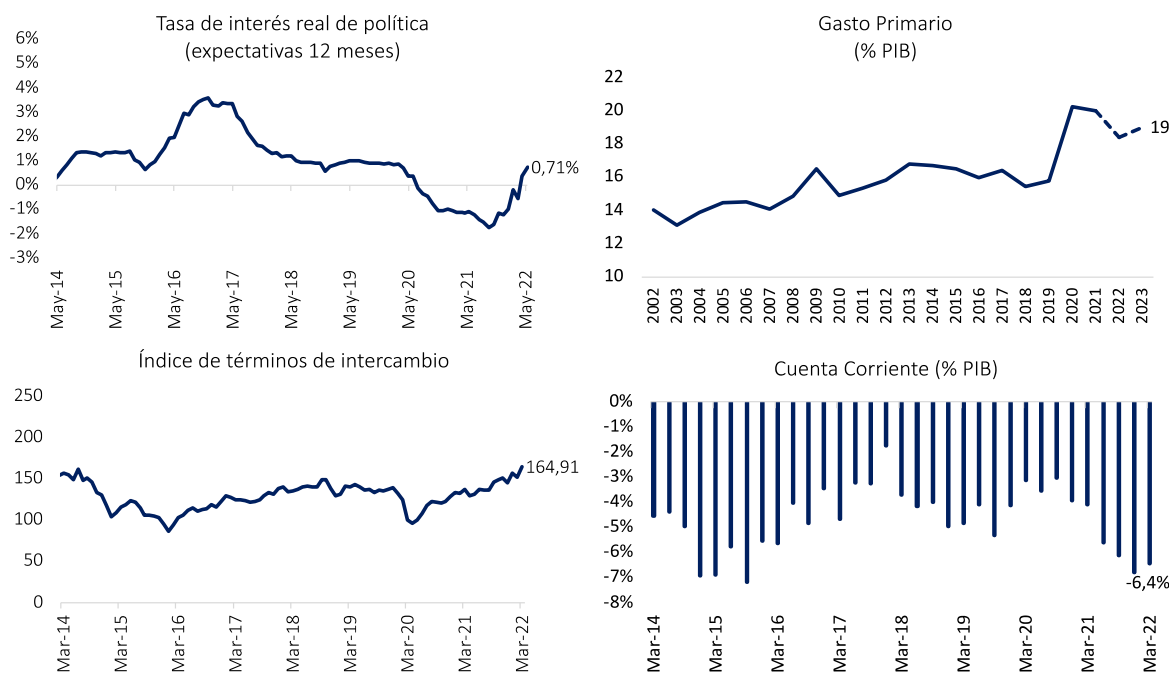 Tasa de interés real de política
(expectativas 12 meses)
6%
5%
4%
3%
2%
1%
0%
-1%
-2%
-3%
0,71%
May-14
May-15
May-16
May-17
May-18
May-19
May-20
May-21
May-22
Gasto Primario
(% PIB)
22
20
18
16
14
12
10
19
2002
2003
2004
2005
2006
2007
2008
2009
2010
2011
2012
2013
2014
2015
2016
2017
2018
2019
2020
2021
2022
2023
Índice de términos de intercambio
250
200
150
100
50
0
164,91
Mar-14
Mar-15
Mar-16
Mar-17
Mar-18
Mar-19
Mar-20
Mar-21
Mar-22
Cuenta Corriente (% PIB)
0%
-1%
-2%
-3%
-4%
-5%
-6%
-7%
-8%
-6,4%
Mar-14
Mar-15
Mar-16
Mar-17
Mar-18
Mar-19
Mar-20
Mar-21
Mar-22